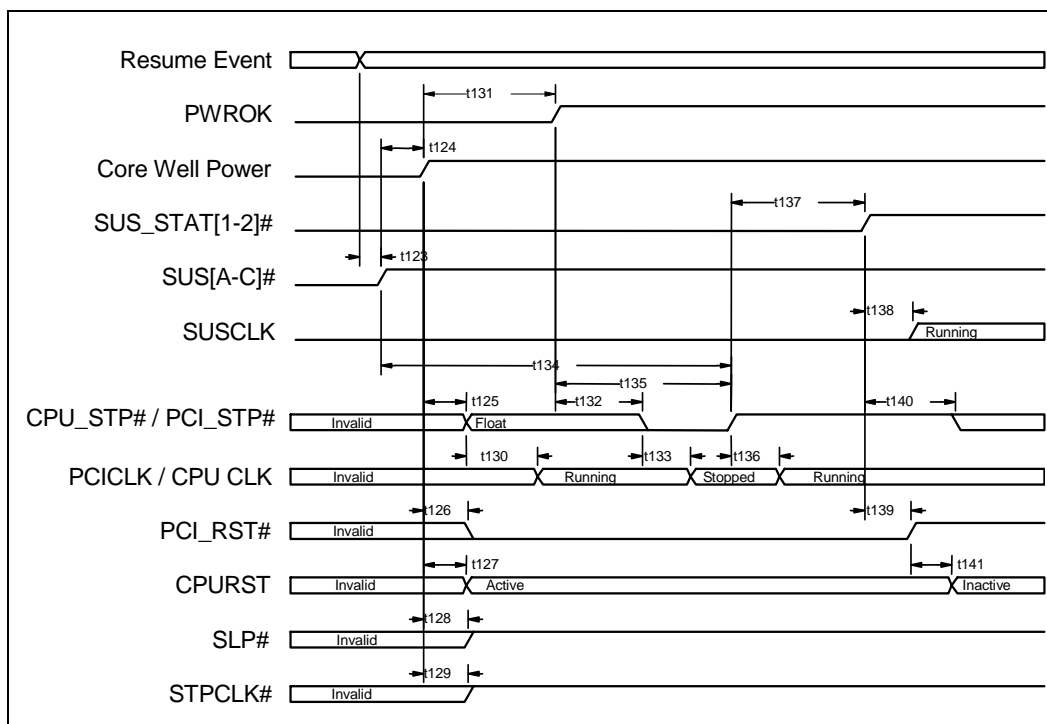 Resume Event
t131
PWROK
t124
Core Well Power
t137
SUS_STAT[1-2]#
t123
SUS[A-C]#
t138
SUSCLK
Running
t134
t135
t125
t132
t140
CPU_STP# / PCI_STP#
Invalid
Float
t130
t133
t136
PCICLK / CPU CLK
Invalid
Running
Stopped
Running
t126
t139
PCI_RST#
Invalid
t127
t141
CPURST
Invalid
Active
Inactive
t128
SLP#
Invalid
t129
STPCLK#
Invalid